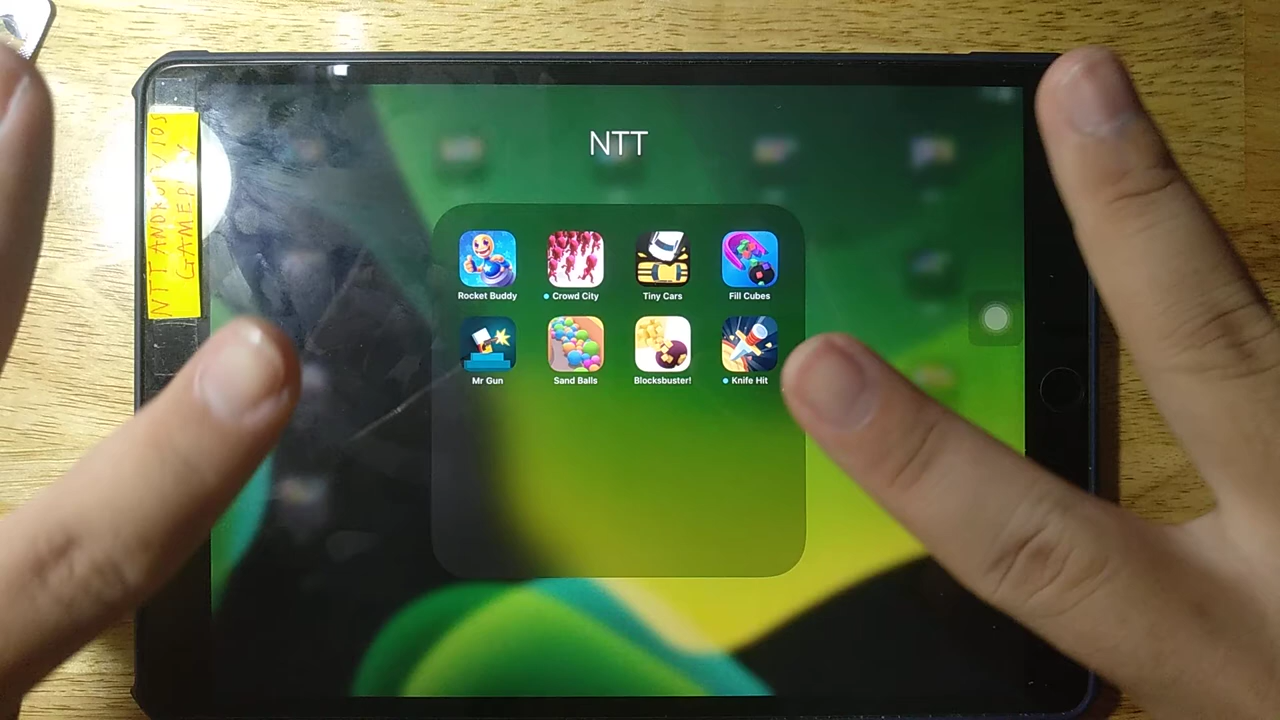 NTT ANDROID/IOS
GAMEPLAY
NTT
Rocket Buddy
Crowd City
Tiny Cars
Fill Cubes
Mr Gun
Sand Balls
Blocksbuster!
Knife Hit